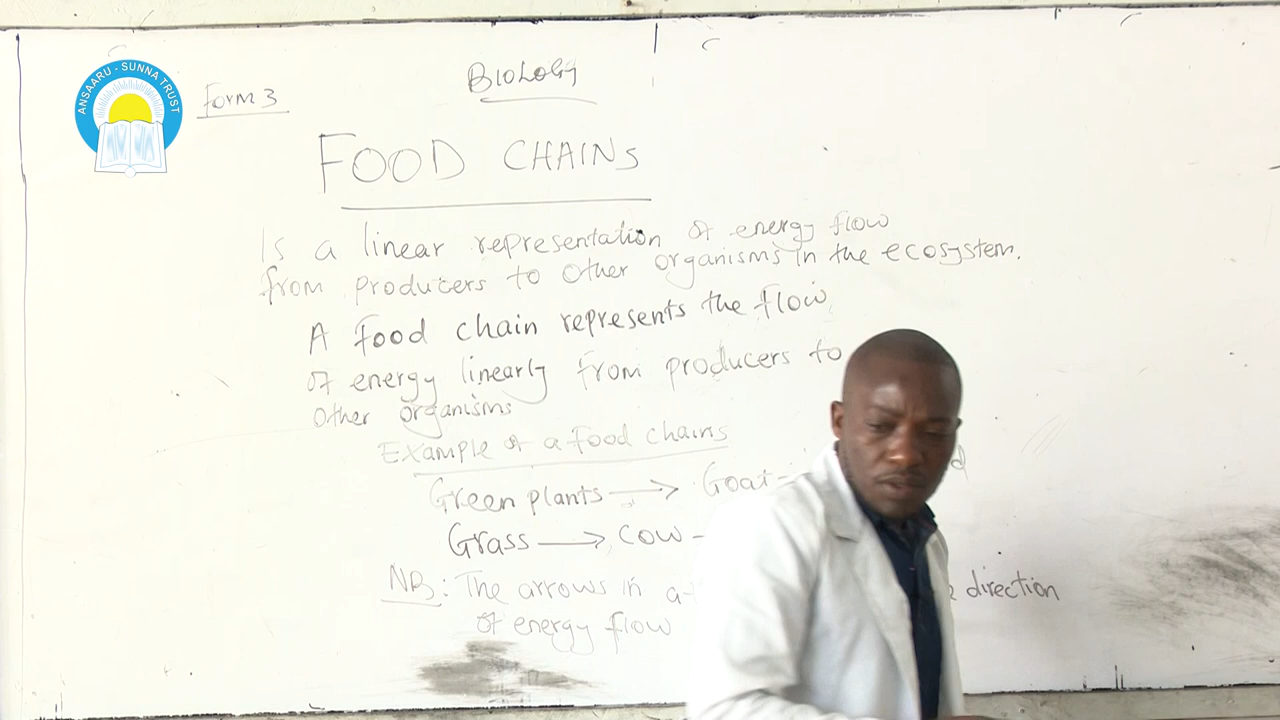 ANSAARU - SUNNA TRUST
Form 3
BIOLOGY
FOOD CHAINS
Is a linear representation of energy flow
from producers to other organisms in the ecosystem.
A food chain represents the flow
of energy linearly from producers to
other organisms
Example of a food chains
Green plants → Goat
Grass → Cow
NB: The arrows in a direction
of energy flow